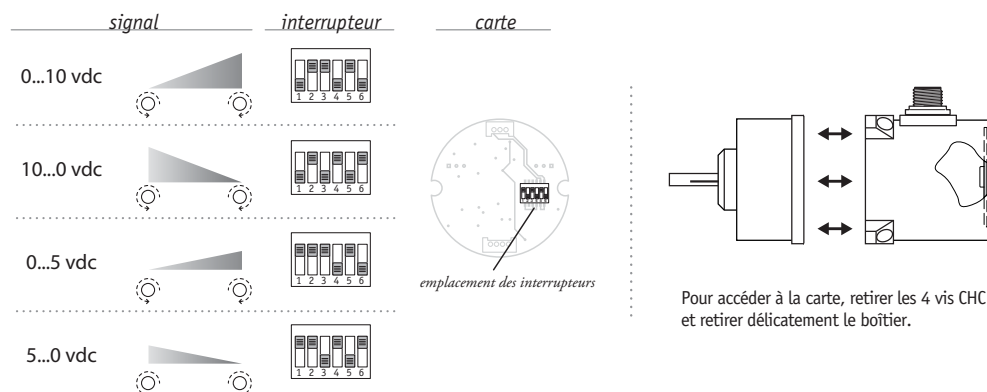 signal interrupteur carte
0...10 vdc
1 2 3 4 5 6
10...0 vdc
1 2 3 4 5 6
0...5 vdc
1 2 3 4 5 6
5...0 vdc
1 2 3 4 5 6
emplacement des interrupteurs
Pour accéder à la carte, retirer les 4 vis CHC
et retirer délicatement le boîtier.